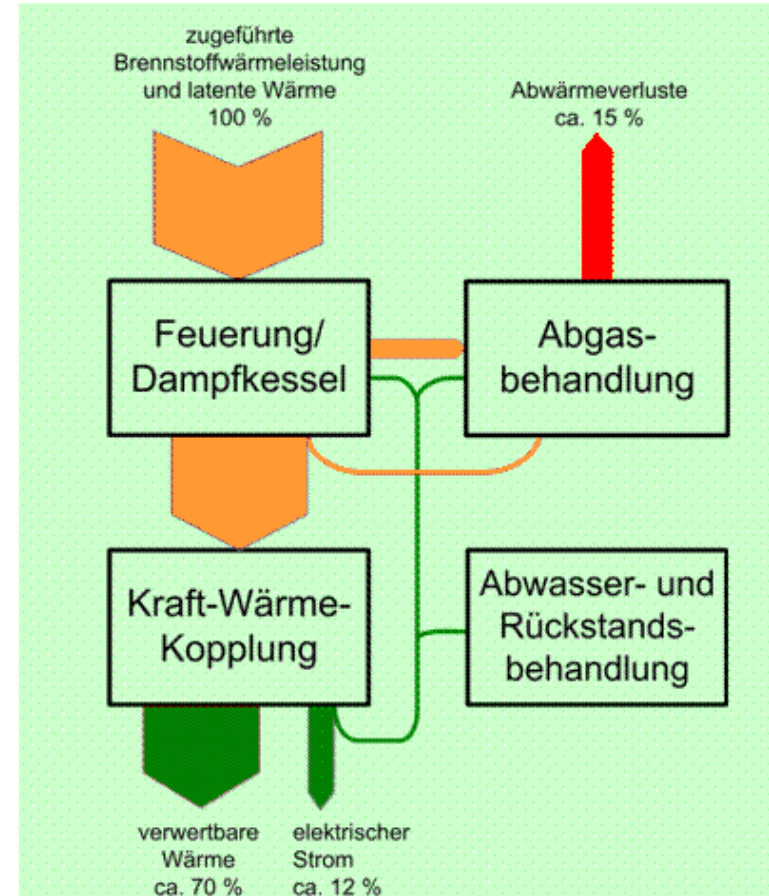 zugeführte
Brennstoffwärmeleistung
und latente Wärme
100 %
Abwärmeverluste
ca. 15 %
Feuerung/
Dampfkessel
Abgas-
behandlung
Kraft-Wärme-
Kopplung
Abwasser- und
Rückstands-
behandlung
verwertbare
Wärme
ca. 70 %
elektrischer
Strom
ca. 12 %